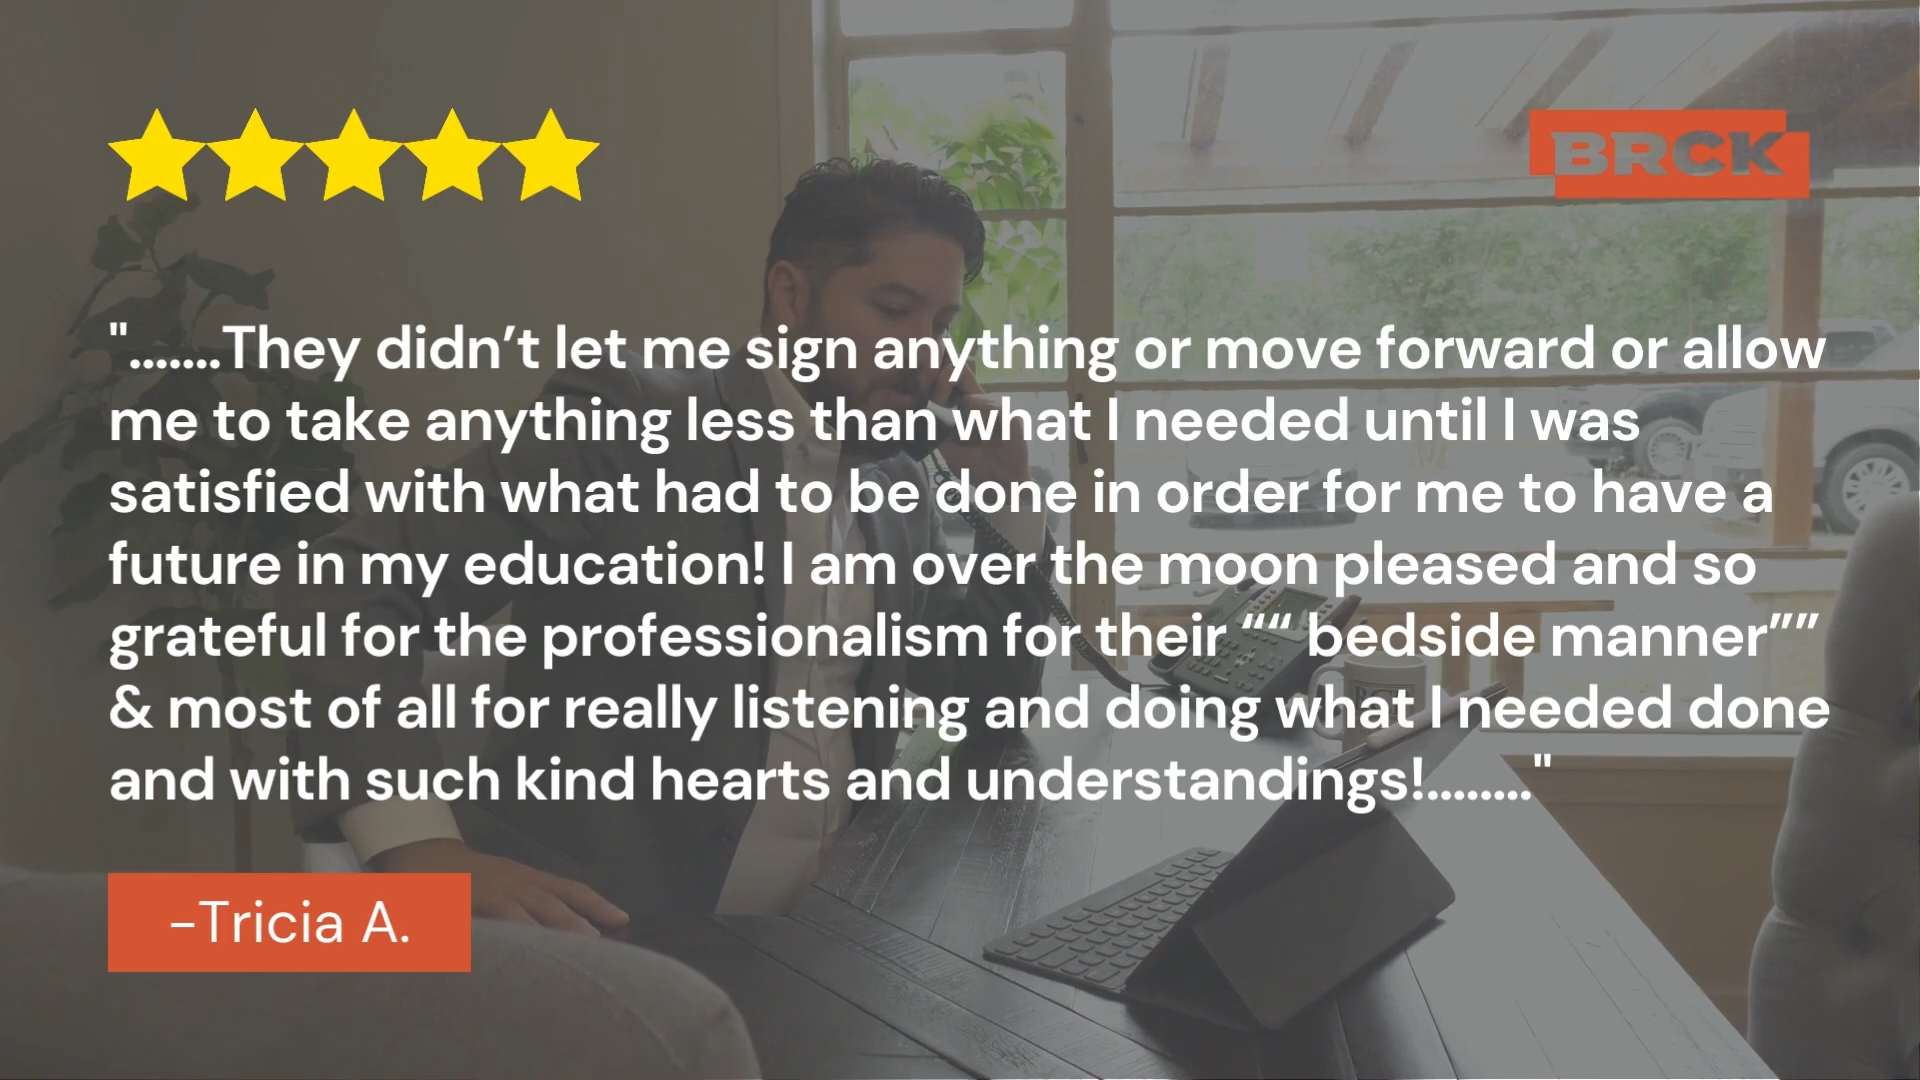 BRCK
".......They didn’t let me sign anything or move forward or allow
me to take anything less than what I needed until I was
satisfied with what had to be done in order for me to have a
future in my education! I am over the moon pleased and so
grateful for the professionalism for their ““ bedside manner””
& most of all for really listening and doing what I needed done
and with such kind hearts and understandings!........"
-Tricia A.